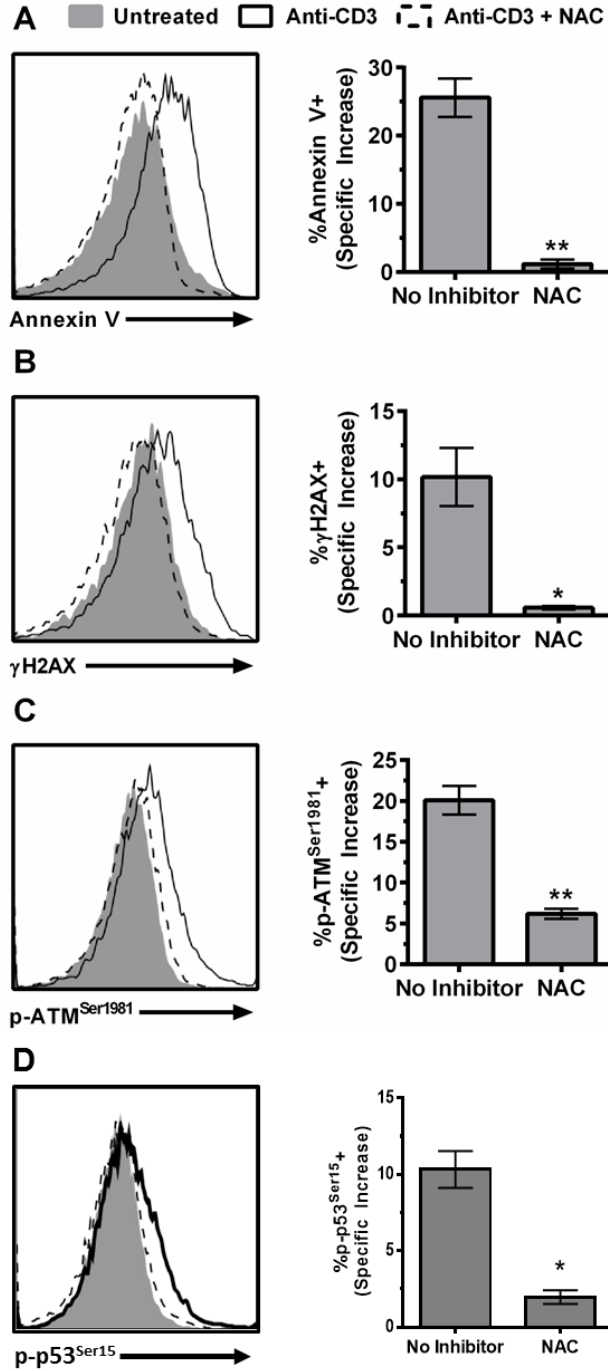 A Untreated Anti-CD3 Anti-CD3 + NAC
30
25
20
10
0
%Annexin V+
(Specific Increase)
**
No Inhibitor NAC
Annexin V
B
15
10
5
0
%γH2AX+
(Specific Increase)
*
No Inhibitor NAC
γH2AX
C
25
20
15
10
5
0
%p-ATMSer1981+
(Specific Increase)
**
No Inhibitor NAC
p-ATMSer1981
D
15
10
5
0
%p-p53Ser15+
(Specific Increase)
*
No Inhibitor NAC
p-p53Ser15